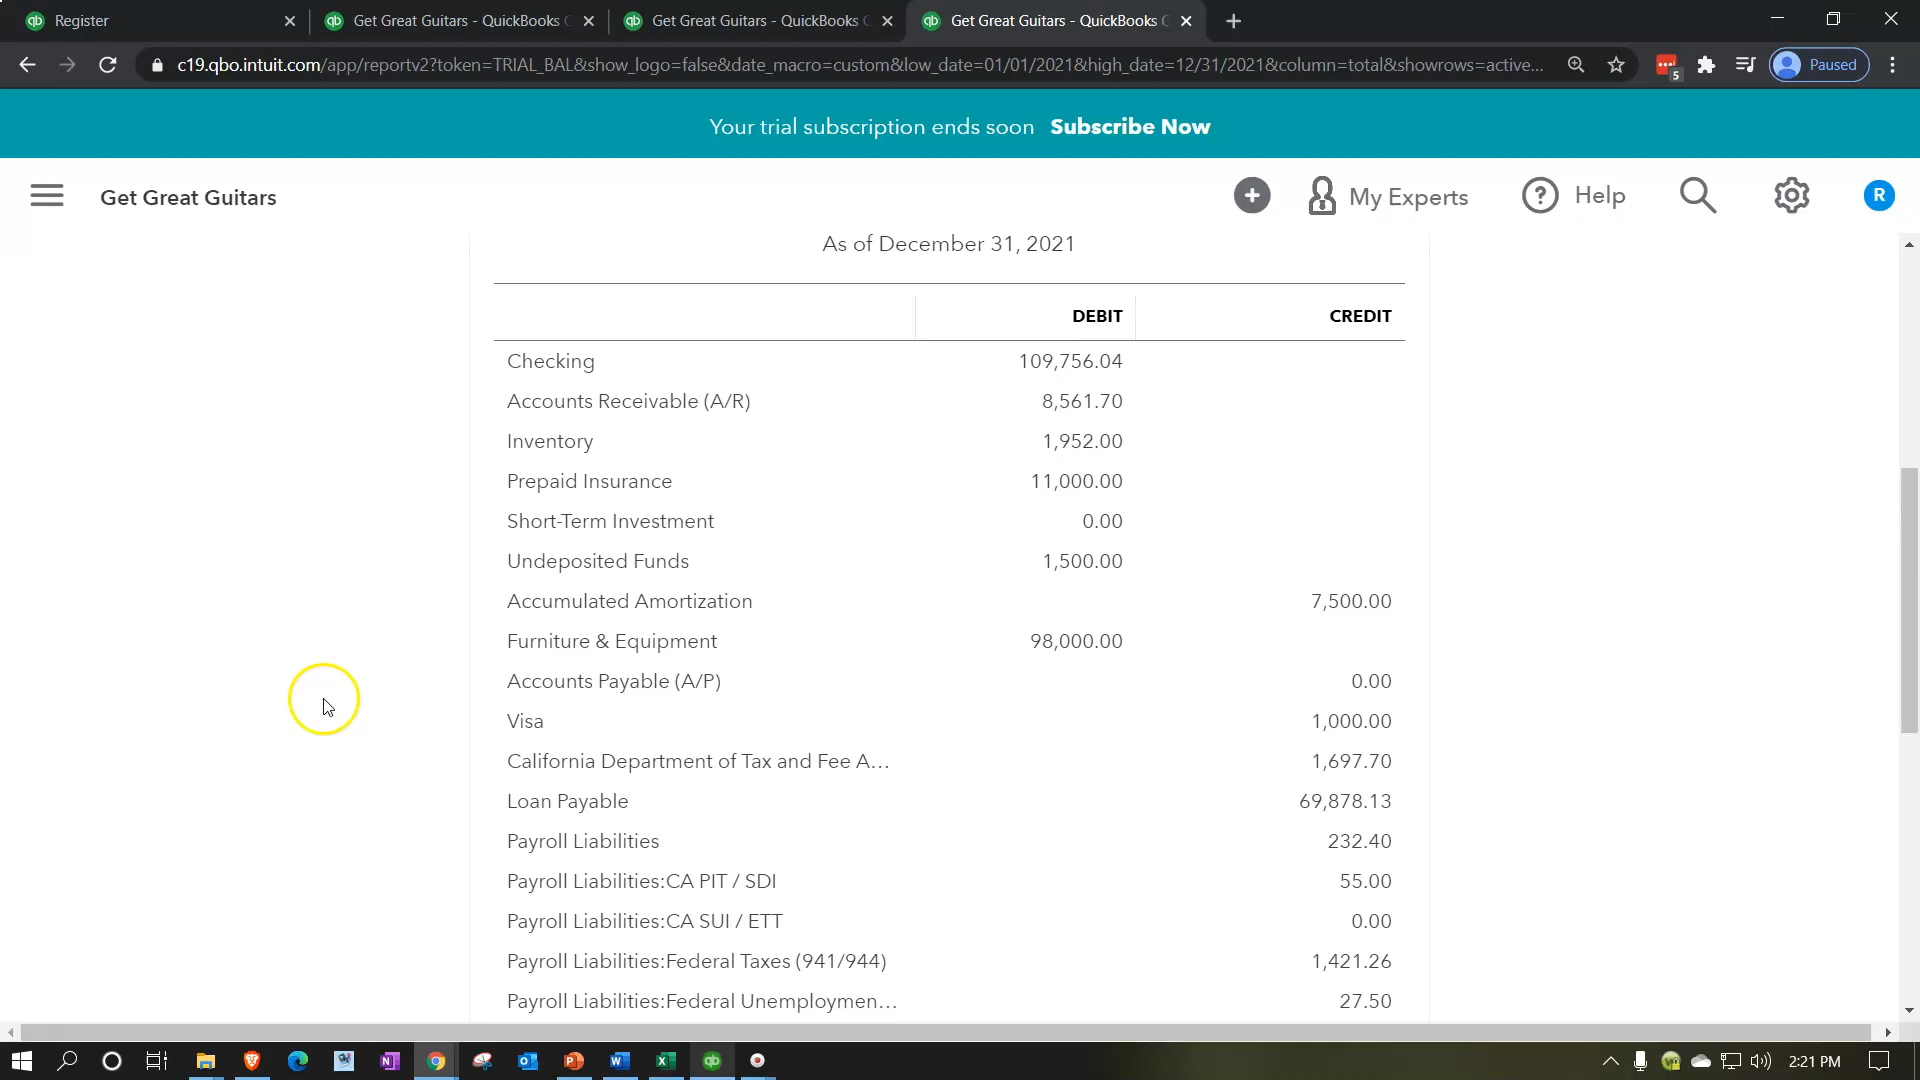 Register
Get Great Guitars - QuickBooks C
Get Great Guitars - QuickBooks C
Get Great Guitars - QuickBooks C
c19.qbo.intuit.com/app/reportv2?token=TRIAL_BAL&show_logo=false&date_macro=custom&low_date=01/01/2021&high_date=12/31/2021&column=total&showrows=active...
5
Paused
Your trial subscription ends soon Subscribe Now
Get Great Guitars
My Experts
Help
R
As of December 31, 2021
DEBIT CREDIT
Checking 109,756.04
Accounts Receivable (A/R) 8,561.70
Inventory 1,952.00
Prepaid Insurance 11,000.00
Short-Term Investment 0.00
Undeposited Funds 1,500.00
Accumulated Amortization 7,500.00
Furniture & Equipment 98,000.00
Accounts Payable (A/P) 0.00
Visa 1,000.00
California Department of Tax and Fee A... 1,697.70
Loan Payable 69,878.13
Payroll Liabilities 232.40
Payroll Liabilities:CA PIT / SDI 55.00
Payroll Liabilities:CA SUI / ETT 0.00
Payroll Liabilities:Federal Taxes (941/944) 1,421.26
Payroll Liabilities:Federal Unemploymen... 27.50
2:21 PM